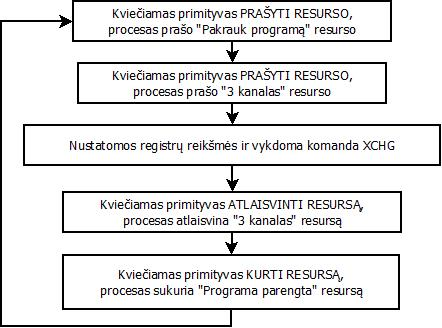 Kviečiamas primityvas PRAŠYTI RESURSO,
procesas prašo "Pakrauk programą" resurso
Kviečiamas primityvas PRAŠYTI RESURSO,
procesas prašo "3 kanalas" resurso
Nustatomos registrų reikšmės ir vykdoma komanda XCHG
Kviečiamas primityvas ATLAISVINTI RESURSĄ,
procesas atlaisvina "3 kanalas" resursą
Kviečiamas primityvas KURTI RESURSĄ,
procesas sukuria "Programa parengta" resursą